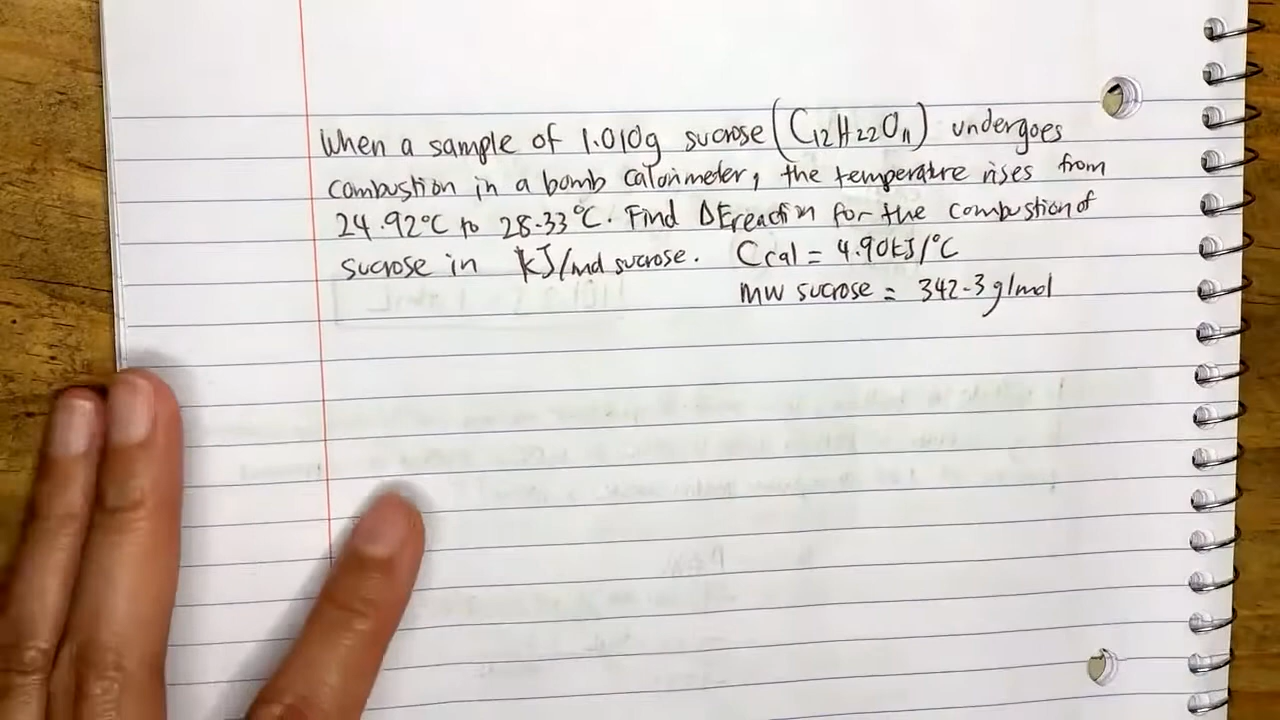 When a sample of 1.010g sucrose (C12H22O11) undergoes
combustion in a bomb calorimeter, the temperature rises from
24.92°C to 28.33°C. Find ΔEreaction for the combustion of
sucrose in kJ/mol sucrose. Ccal = 4.90kJ/°C
MW sucrose = 342.3 g/mol